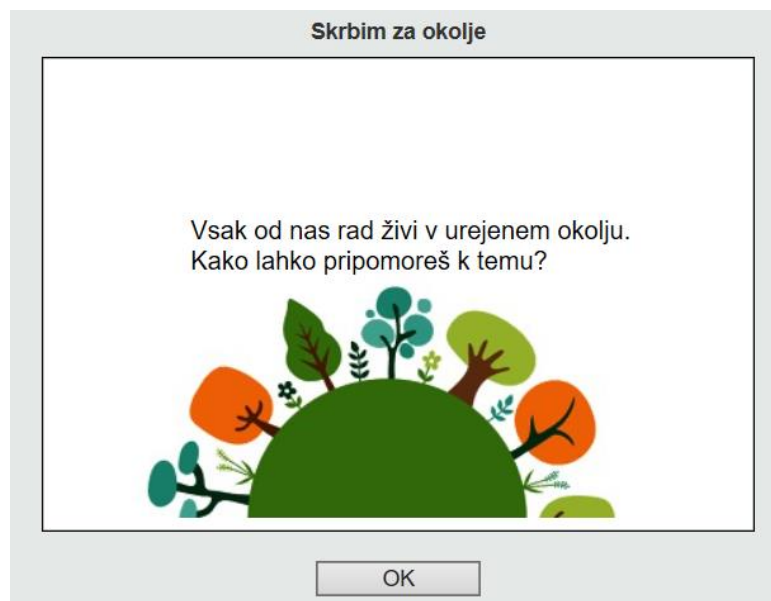 Skrbim za okolje
Vsak od nas rad živi v urejenem okolju.
Kako lahko pripomoreš k temu?
OK